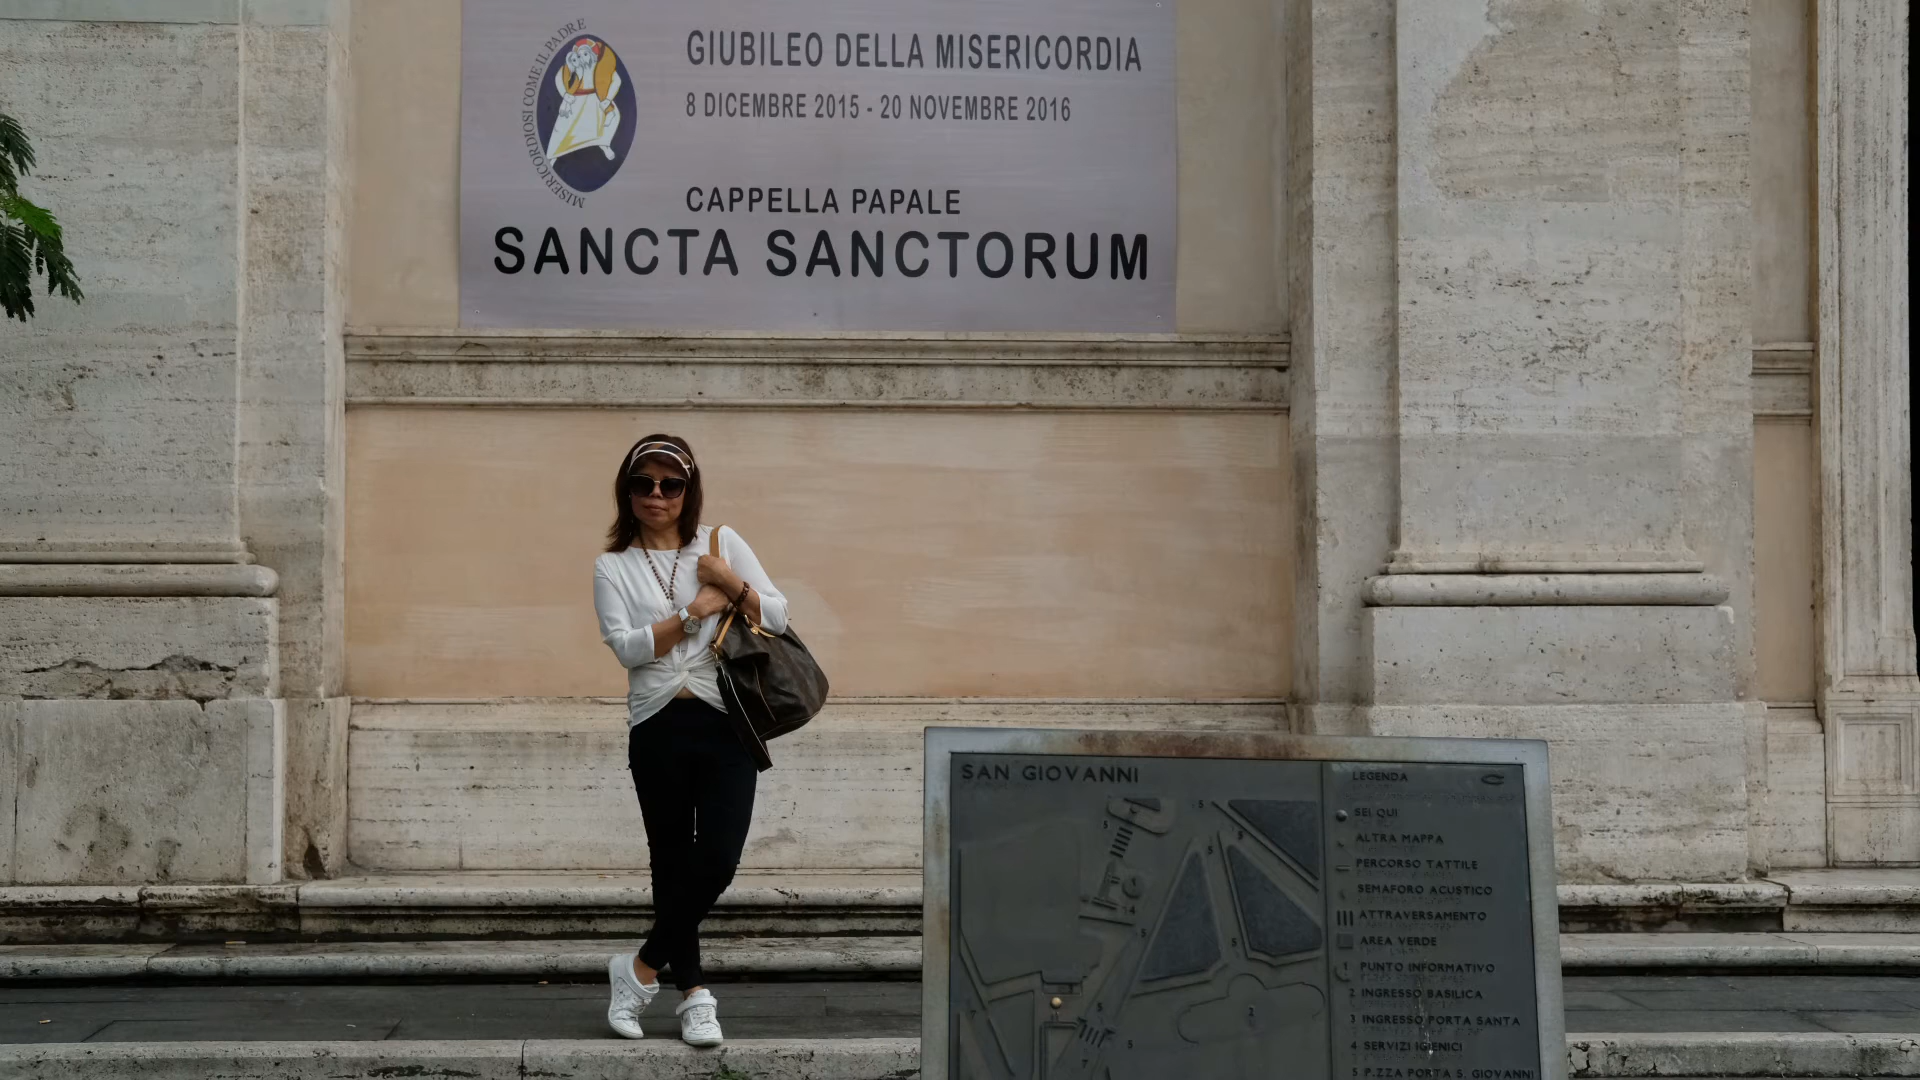 MISERICORDIOSI COME IL PADRE
GIUBILEO DELLA MISERICORDIA
8 DICEMBRE 2015 - 20 NOVEMBRE 2016
CAPPELLA PAPALE
SANCTA SANCTORUM
SAN GIOVANNI
LEGENDA
SEI QUI
ALTRA MAPPA
PERCORSO TATTILE
SEMAFORO ACUSTICO
ATTRAVERSAMENTO
AREA VERDE
1 PUNTO INFORMATIVO
2 INGRESSO BASILICA
3 INGRESSO PORTA SANTA
4 SERVIZI IGIENICI
5 P.ZZA PORTA S. GIOVANNI